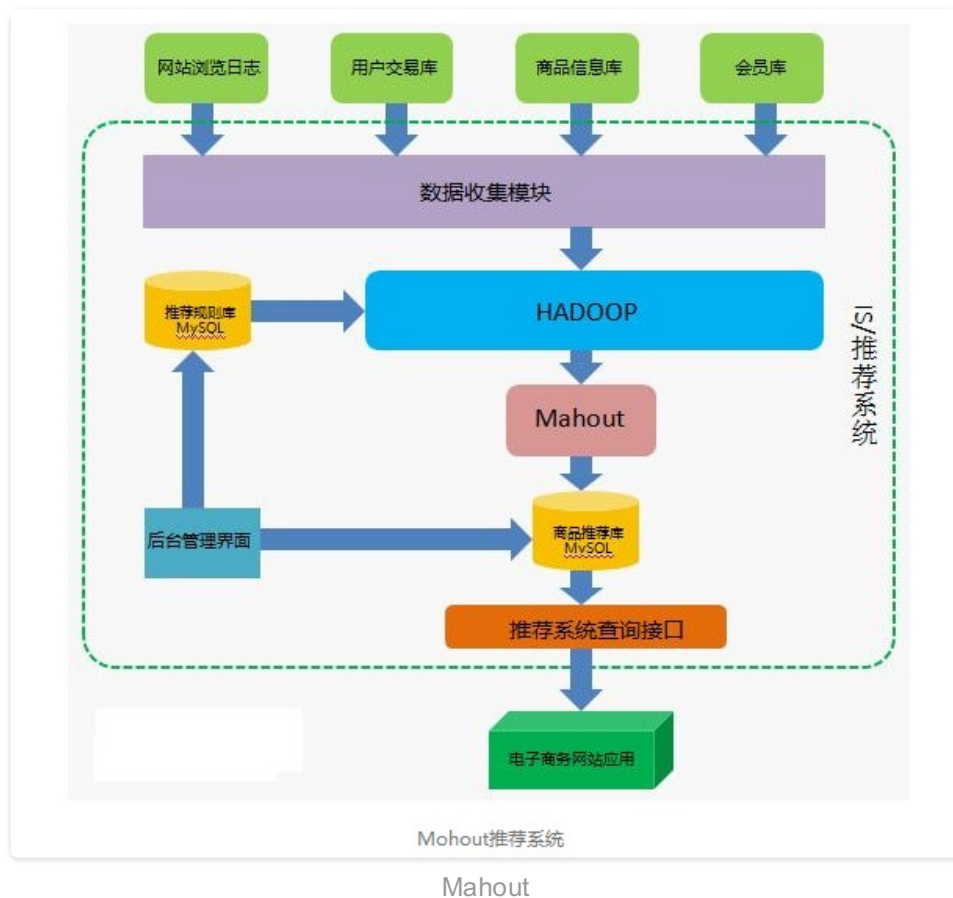 网站浏览日志
用户交易库
商品信息库
会员库
数据收集模块
推荐规则库
MySQL
HADOOP
IS/推荐系统
Mahout
后台管理界面
商品推荐库
MySQL
推荐系统查询接口
电子商务网站应用
Mohout推荐系统
Mahout